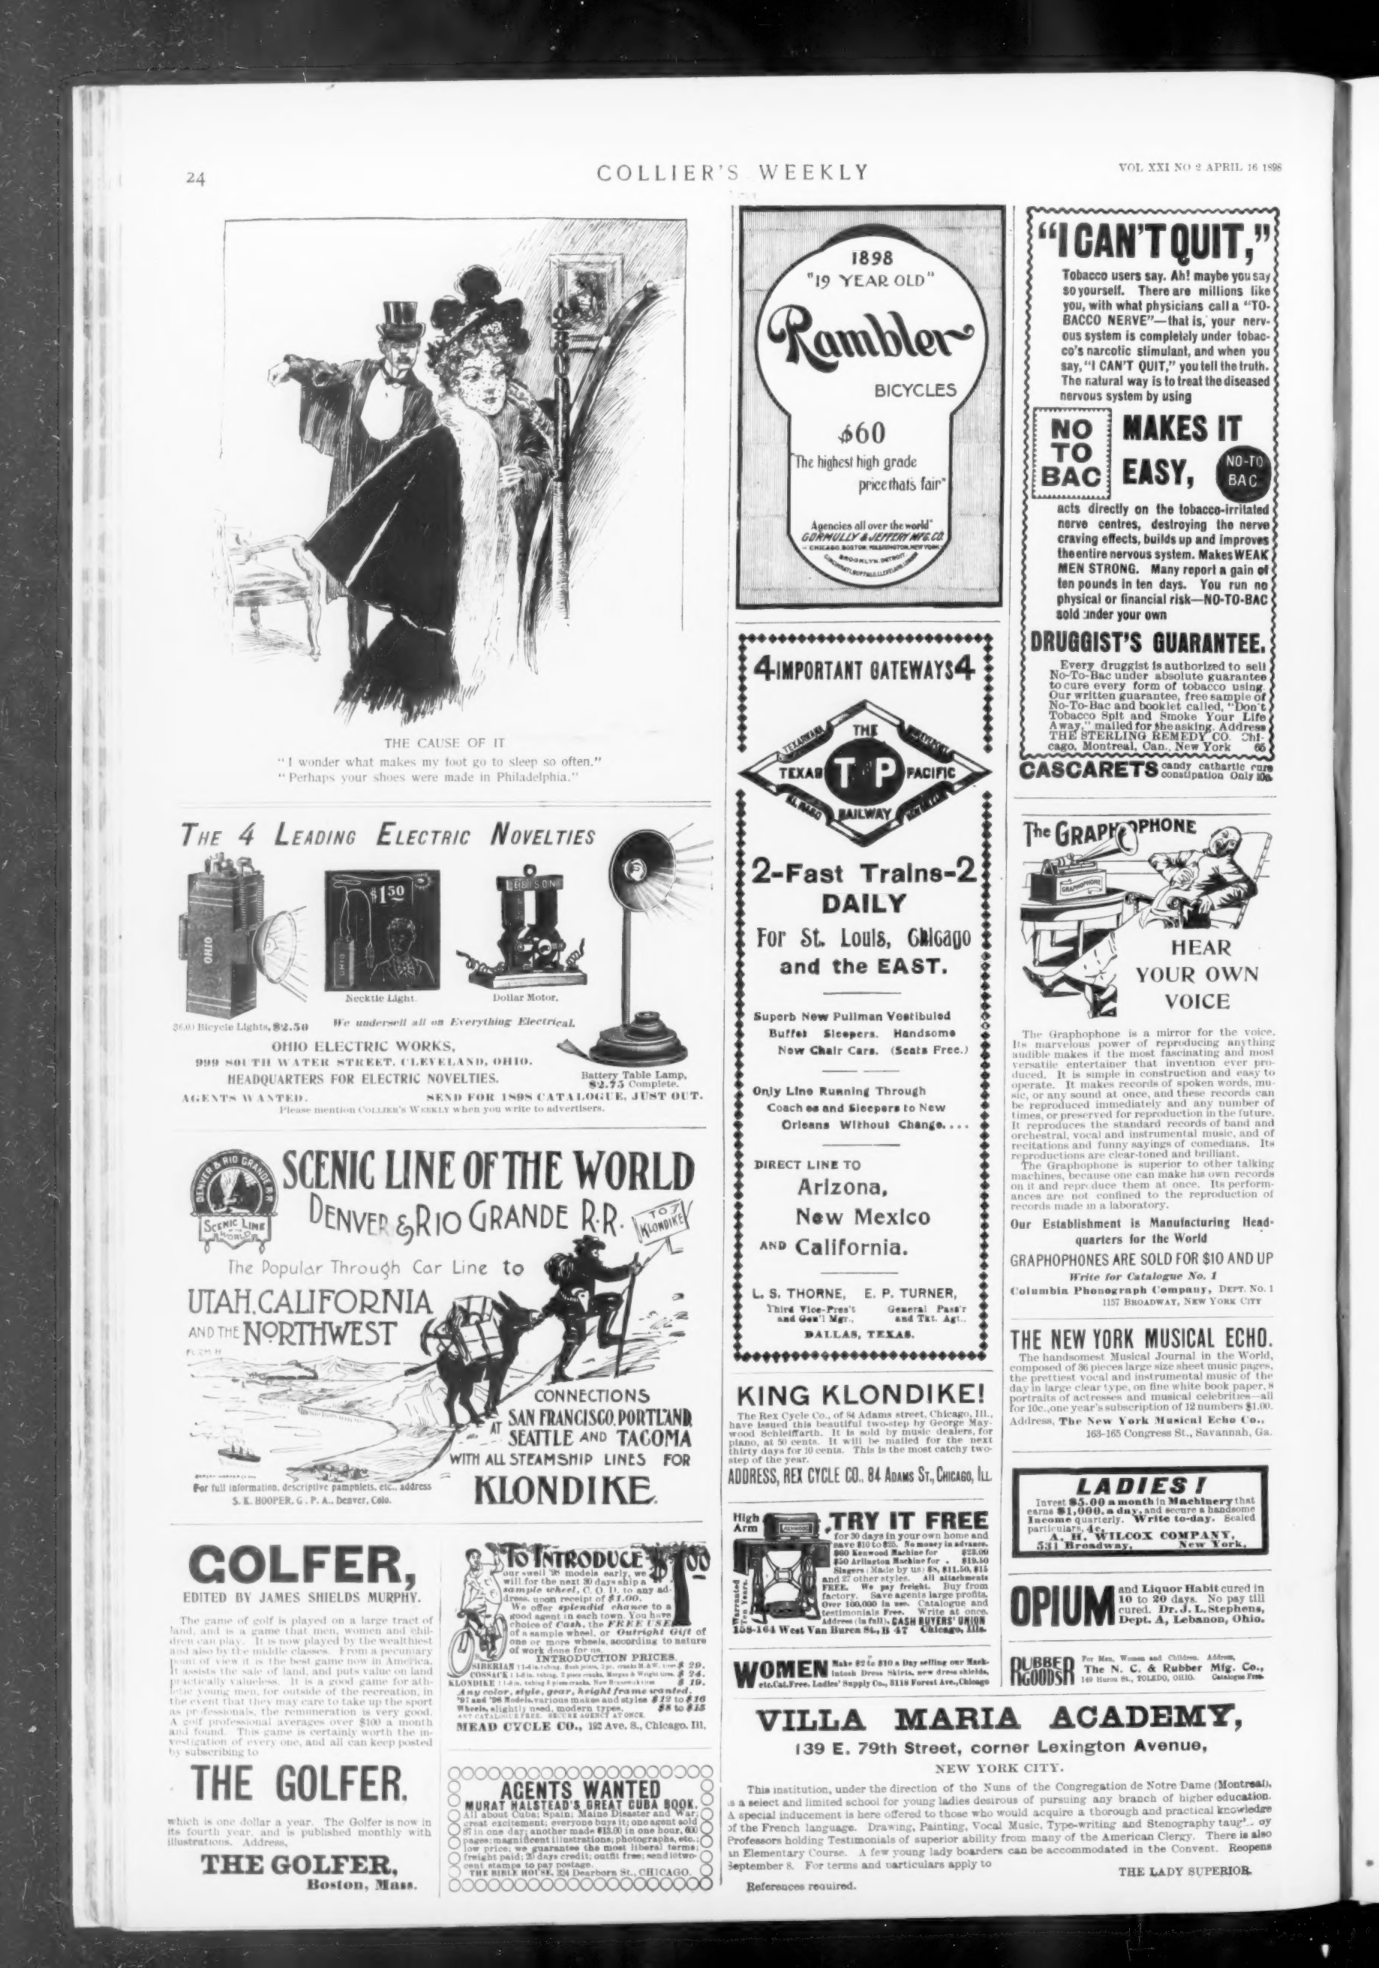 24
COLLIER'S WEEKLY
VOL XXI NO 2 APRIL 16 1898
THE CAUSE OF IT
"I wonder what makes my foot go to sleep so often."
"Perhaps your shoes were made in Philadelphia."
THE 4 LEADING ELECTRIC NOVELTIES
OHIO
$1.50
OHIO
Necktie Light.
Dollar Motor,
Bicycle Lights, $2.50
We undersell all on Everything Electrical.
OHIO ELECTRIC WORKS,
999 SOUTH WATER STREET, CLEVELAND, OHIO.
HEADQUARTERS FOR ELECTRIC NOVELTIES.
Battery Table Lamp,
$2.75 Complete.
AGENTS WANTED.
SEND FOR 1898 CATALOGUE, JUST OUT.
Please mention COLLIER'S WEEKLY when you write to advertisers.
DENVER & RIO GRANDE R.R.
SCENIC LINE
OF THE
WORLD
SCENIC LINE OF THE WORLD
DENVER & RIO GRANDE R.R.
TO
KLONDIKE
The Popular Through Car Line to
UTAH, CALIFORNIA
AND THE NORTHWEST
CONNECTIONS
AT SAN FRANCISCO, PORTLAND,
SEATTLE AND TACOMA
WITH ALL STEAMSHIP LINES FOR
KLONDIKE.
For full information, descriptive pamphlets, etc., address
S. K. HOOPER, G. P. A., Denver, Colo.
GOLFER,
EDITED BY JAMES SHIELDS MURPHY.
The game of golf is played on a large tract of
land, and is a game that men, women and chil-
dren can play. It is now played by the wealthiest
and also by the middle classes. From a pecuniary
point of view it is the best game now in America.
It assists the sale of land, and puts value on land
practically valueless. It is a good game for ath-
letic young men, for outside of the recreation, in
the event that they may care to take up the sport
as professionals, the remuneration is very good.
A golf professional averages over $100 a month
and found. This game is certainly worth the in-
vestigation of every one, and all can keep posted
by subscribing to
THE GOLFER,
which is one dollar a year. The Golfer is now in
its fourth year, and is published monthly with
illustrations. Address,
THE GOLFER,
Boston, Mass.
TO INTRODUCE $1.00
our swell '98 models early, we
will for the next 30 days ship a
sample wheel, C. O. D. to any ad-
dress, upon receipt of $1.00.
We offer splendid chance to a
good agent in each town. You have
choice of Cash, the FREE USE
of a sample wheel, or Outright Gift of
one or more wheels, according to nature
of work done for us.
INTRODUCTION PRICES.
SIBERIAN $ 29.
COSSACK $ 24.
KLONDIKE $ 19.
Any color, style, gear, height frame wanted.
'97 and '96 Models, various makes and styles $12 to $16
Wheels, slightly used, modern types, $8 to $15
SECURE AGENCY AT ONCE.
MEAD CYCLE CO., 192 Ave. S., Chicago, Ill.
AGENTS WANTED
MURAT HALSTEAD'S GREAT CUBA BOOK.
All about Cuba; Spain; Maine Disaster and War;
great excitement; everyone buys it; one agent sold
87 in one day; another made $13.00 in one hour, 600
pages; magnificent illustrations; photographs, etc.;
low price; we guarantee the most liberal terms;
freight paid; 20 days credit; outfit free; send 10 two-
cent stamps to pay postage.
THE BIBLE HOUSE, 324 Dearborn St., CHICAGO.
1898
"19 YEAR OLD"
Rambler
BICYCLES
$60
"The highest high grade
price that's fair"
Agencies all over the world"
GORMULLY & JEFFERY MFG. CO.
CHICAGO. BOSTON. WASHINGTON. NEW YORK.
BROOKLYN. DETROIT.
CINCINNATI. BUFFALO. CLEVELAND. LONDON.
4 IMPORTANT GATEWAYS 4
THE
TEXAS T P PACIFIC
RAILWAY
TEXARKANA
EL PASO
2-Fast Trains-2
DAILY
For St. Louis, Chicago
and the EAST.
Superb New Pullman Vestibuled
Buffet Sleepers. Handsome
New Chair Cars. (Seats Free.)
Only Line Running Through
Coaches and Sleepers to New
Orleans Without Change. . . .
DIRECT LINE TO
Arizona,
New Mexico
AND California.
L. S. THORNE, E. P. TURNER,
Third Vice-Pres't General Pass'r
and Gen'l Mgr., and Tkt. Agt.,
DALLAS, TEXAS.
KING KLONDIKE!
The Rex Cycle Co., of 84 Adams street, Chicago, Ill.,
have issued this beautiful two-step by George May-
wood Schleiffarth. It is sold by music dealers, for
piano, at 50 cents. It will be mailed for the next
thirty days for 10 cents. This is the most catchy two-
step of the year.
ADDRESS, REX CYCLE CO., 84 ADAMS ST., CHICAGO, ILL.
High
Arm
Warranted
Ten Years.
TRY IT FREE
for 30 days in your own home and
save $10 to $25. No money in advance.
$60 Kenwood Machine for $23.00
$50 Arlington Machine for $19.50
Singers (Made by us) $8, $11.50, $15
and 27 other styles. All attachments
FREE. We pay freight. Buy from
factory. Save agents large profits.
Over 100,000 in use. Catalogue and
testimonials Free. Write at once.
Address (in full), CASH BUYERS' UNION
158-164 West Van Buren St., B 47 Chicago, Ills.
WOMEN Make $2 to $10 a Day selling our Mack-
intosh Dress Skirts, new dress shields,
etc. Cat. Free. Ladies' Supply Co., 3118 Forest Ave., Chicago
"I CAN'T QUIT,"
Tobacco users say. Ah! maybe you say
so yourself. There are millions like
you, with what physicians call a "TO-
BACCO NERVE"—that is, your nerv-
ous system is completely under tobac-
co's narcotic stimulant, and when you
say, "I CAN'T QUIT," you tell the truth.
The natural way is to treat the diseased
nervous system by using
NO
TO
BAC
MAKES IT
EASY,
NO-TO
BAC
acts directly on the tobacco-irritated
nerve centres, destroying the nerve
craving effects, builds up and improves
the entire nervous system. Makes WEAK
MEN STRONG. Many report a gain of
ten pounds in ten days. You run no
physical or financial risk—NO-TO-BAC
sold under your own
DRUGGIST'S GUARANTEE.
Every druggist is authorized to sell
No-To-Bac under absolute guarantee
to cure every form of tobacco using.
Our written guarantee, free sample of
No-To-Bac and booklet called, "Don't
Tobacco Spit and Smoke Your Life
Away," mailed for the asking. Address
THE STERLING REMEDY CO. Chi-
cago, Montreal, Can., New York 65
CASCARETS candy cathartic cure
constipation Only 10c.
The GRAPHOPHONE
GRAPHOPHONE
HEAR
YOUR OWN
VOICE
The Graphophone is a mirror for the voice.
Its marvelous power of reproducing anything
audible makes it the most fascinating and most
versatile entertainer that invention ever pro-
duced. It is simple in construction and easy to
operate. It makes records of spoken words, mu-
sic, or any sound at once, and these records can
be reproduced immediately and any number of
times, or preserved for reproduction in the future.
It reproduces the standard records of band and
orchestral, vocal and instrumental music, and of
recitations and funny sayings of comedians. Its
reproductions are clear-toned and brilliant.
The Graphophone is superior to other talking
machines, because one can make his own records
on it and reproduce them at once. Its perform-
ances are not confined to the reproduction of
records made in a laboratory.
Our Establishment is Manufacturing Head-
quarters for the World
GRAPHOPHONES ARE SOLD FOR $10 AND UP
Write for Catalogue No. 1
Columbia Phonograph Company, DEPT. NO. 1
1157 BROADWAY, NEW YORK CITY
THE NEW YORK MUSICAL ECHO.
The handsomest Musical Journal in the World,
composed of 36 pieces large size sheet music pages,
the prettiest vocal and instrumental music of the
day in large clear type, on fine white book paper, 8
portraits of actresses and musical celebrities—all
for 10c., one year's subscription of 12 numbers $1.00.
Address, The New York Musical Echo Co.,
163-165 Congress St., Savannah, Ga.
LADIES!
Invest $5.00 a month in Machinery that
earns $1,000. a day, and secure a handsome
Income quarterly. Write to-day. Sealed
particulars, 4c.
A. H. WILCOX COMPANY,
531 Broadway, New York.
OPIUM and Liquor Habit cured in
10 to 20 days. No pay till
cured. Dr. J. L. Stephens,
Dept. A, Lebanon, Ohio.
RUBBER
GOODS
For Men, Women and Children. Address,
The N. C. & Rubber Mfg. Co.,
140 Huron St., TOLEDO, OHIO. Catalogue Free.
VILLA MARIA ACADEMY,
139 E. 79th Street, corner Lexington Avenue,
NEW YORK CITY.
This institution, under the direction of the Nuns of the Congregation de Notre Dame (Montreal),
is a select and limited school for young ladies desirous of pursuing any branch of higher education.
A special inducement is here offered to those who would acquire a thorough and practical knowledge
of the French language. Drawing, Painting, Vocal Music, Type-writing and Stenography
Professors holding Testimonials of superior ability from many of the American Clergy. There is also
an Elementary Course. A few young lady boarders can be accommodated in the Convent. Reopens
September 8. For terms and particulars apply to
THE LADY SUPERIOR
References required.